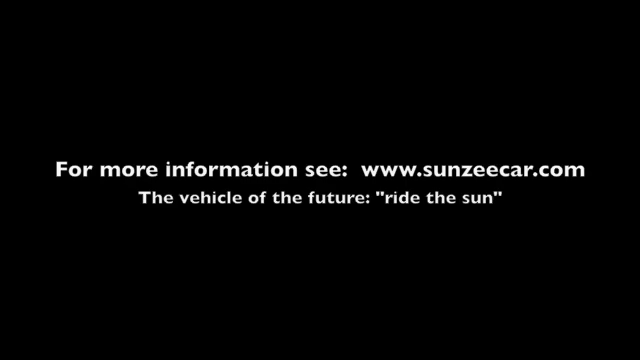 For more information see:  www.sunzeecar.com
The vehicle of the future: "ride the sun"